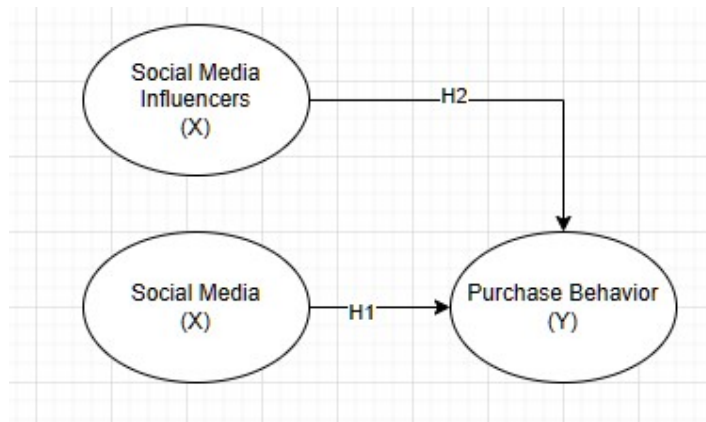 Social Media
Influencers
(X)
H2
Social Media
(X)
H1
Purchase Behavior
(Y)